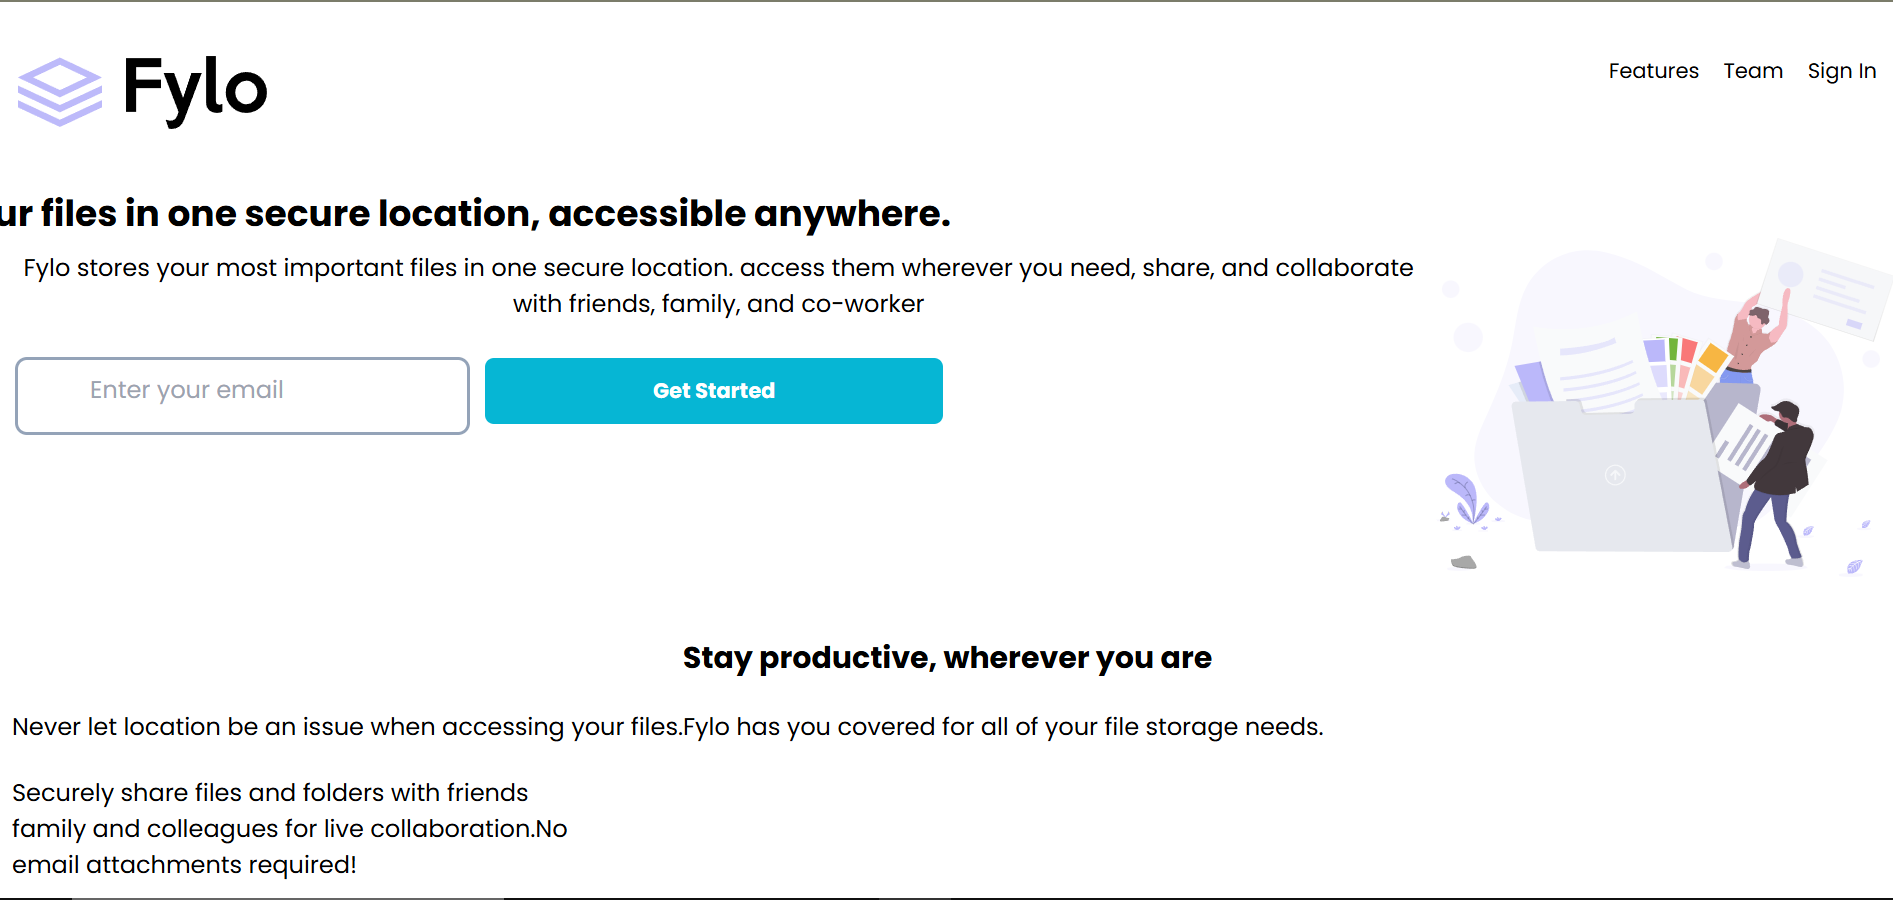 Fylo
Features Team Sign In
ur files in one secure location, accessible anywhere.
Fylo stores your most important files in one secure location. access them wherever you need, share, and collaborate
with friends, family, and co-worker
Enter your email
Get Started
Stay productive, wherever you are
Never let location be an issue when accessing your files.Fylo has you covered for all of your file storage needs.
Securely share files and folders with friends
family and colleagues for live collaboration.No
email attachments required!